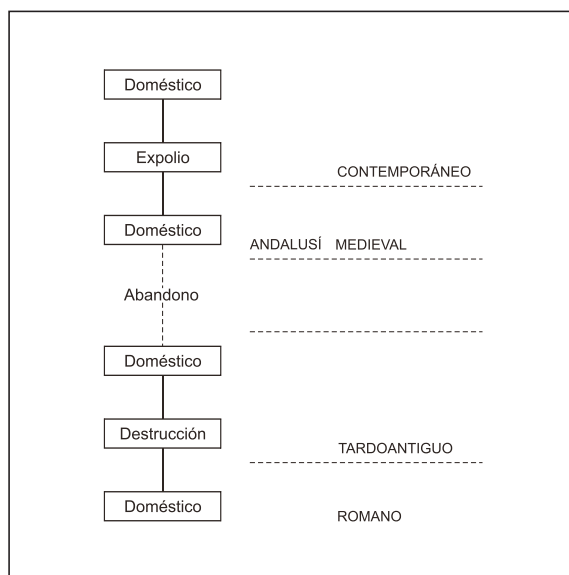 Doméstico
Expolio
CONTEMPORÁNEO
Doméstico
ANDALUSÍ MEDIEVAL
Abandono
Doméstico
Destrucción
TARDOANTIGUO
Doméstico
ROMANO